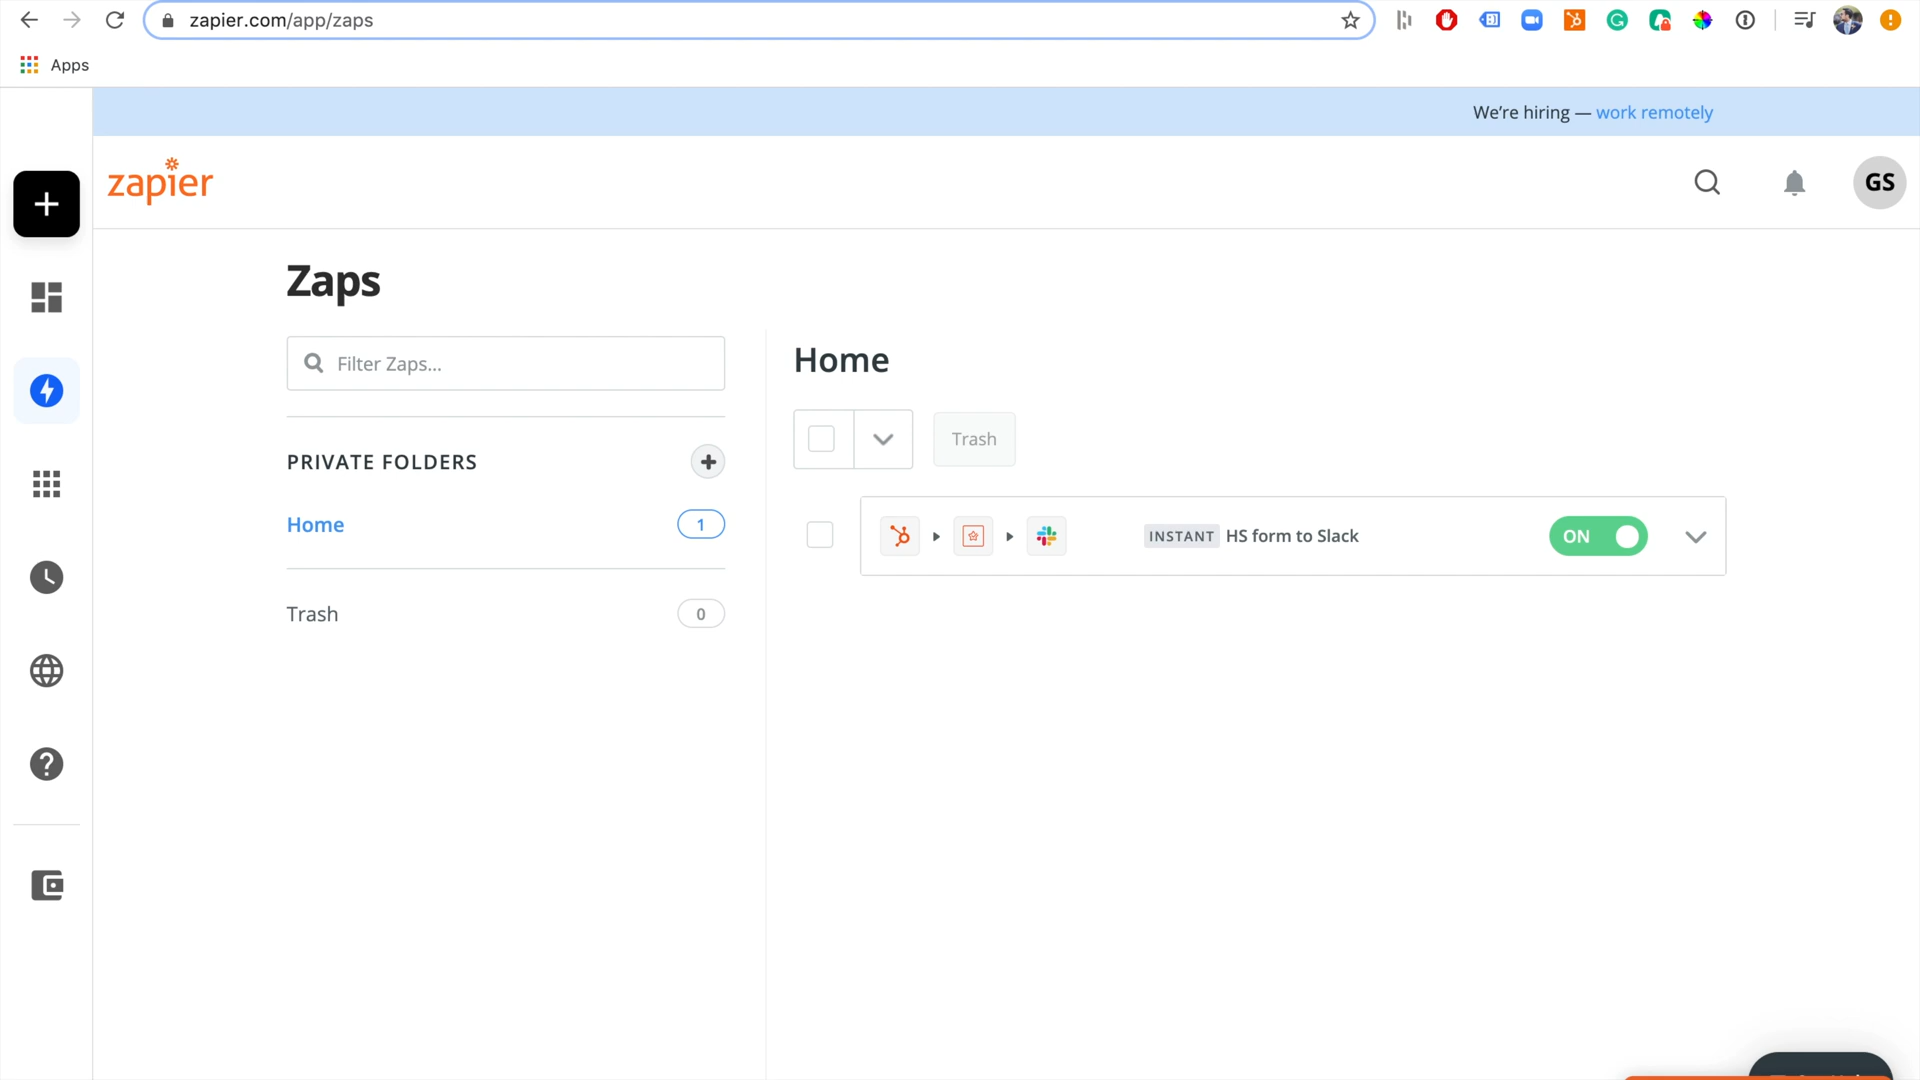 zapier.com/app/zaps
Apps
We're hiring — work remotely
zapier
GS
Zaps
Filter Zaps...
Home
Trash
PRIVATE FOLDERS
Home
1
INSTANT HS form to Slack
ON
Trash
0